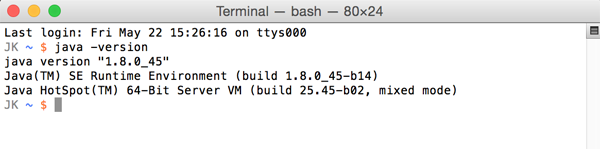 Terminal — bash — 80×24
Last login: Fri May 22 15:26:16 on ttys000
JK ~ $ java -version
java version "1.8.0_45"
Java(TM) SE Runtime Environment (build 1.8.0_45-b14)
Java HotSpot(TM) 64-Bit Server VM (build 25.45-b02, mixed mode)
JK ~ $